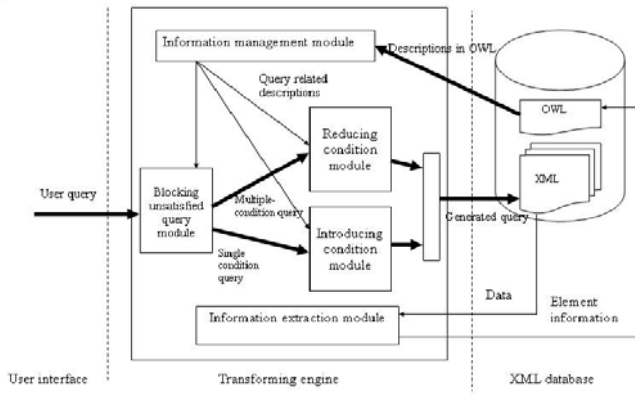 Information management module
Descriptions in OWL
Query related
descriptions
OWL
Reducing
condition
module
XML
User query
Blocking
unsatisfied
query
module
Multiple-
condition query
Generated query
Single
condition
query
Introducing
condition
module
Data
Element
information
Information extraction module
User interface
Transforming engine
XML database